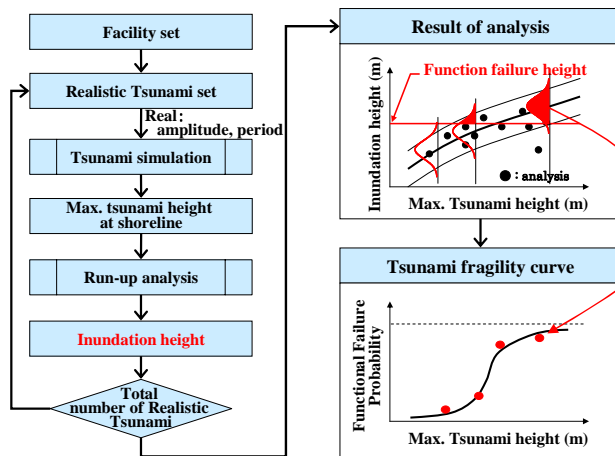 Facility set
Realistic Tsunami set
Real:
amplitude, period
Tsunami simulation
Max. tsunami height
at shoreline
Run-up analysis
Inundation height
Total
number of Realistic
Tsunami
Result of analysis
Inundation height (m)
Function failure height
: analysis
Max. Tsunami height (m)
Tsunami fragility curve
Functional Failure
Probability
Max. Tsunami height (m)